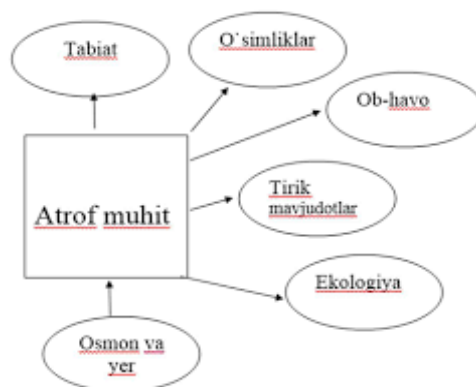 Tabiat
O`simliklar
Ob-havo
Atrof muhit
Tirik
mavjudotlar
Ekologiya
Osmon va
yer